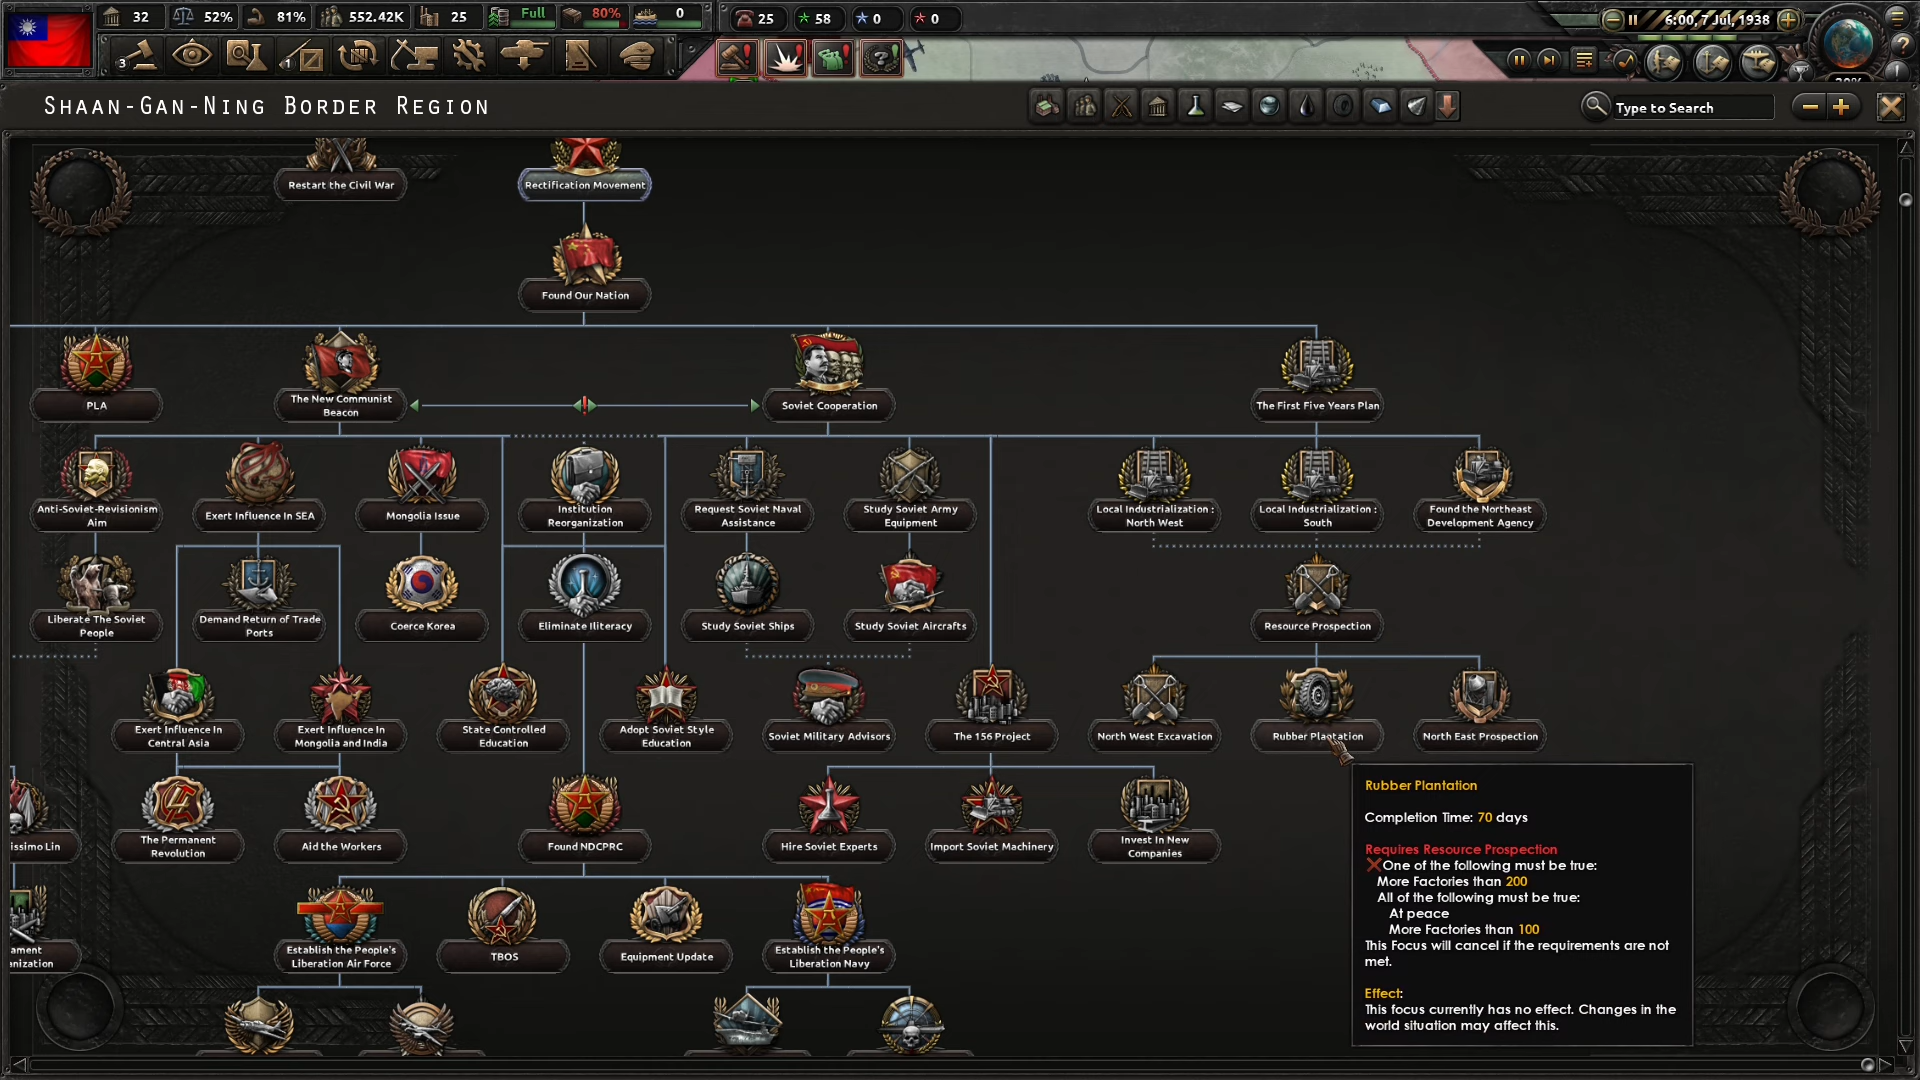 32 52% 81% 552.42K 25 Full 80% 0 25 58 0 0 6:00, 7 Jul, 1938
3 1
SHAAN-GAN-NING BORDER REGION Type to Search
Restart the Civil War
Rectification Movement
Found Our Nation
PLA
The New Communist
Beacon
Soviet Cooperation
The First Five Years Plan
Anti-Soviet-Revisionism
Aim
Exert Influence In SEA
Mongolia Issue
Institution
Reorganization
Request Soviet Naval
Assistance
Study Soviet Army
Equipment
Local Industrialization :
North West
Local Industrialization :
South
Found the Northeast
Development Agency
Liberate The Soviet
People
Demand Return of Trade
Ports
Coerce Korea
Eliminate Iliteracy
Study Soviet Ships
Study Soviet Aircrafts
Resource Prospection
Exert Influence In
Central Asia
Exert Influence In
Mongolia and India
State Controlled
Education
Adopt Soviet Style
Education
Soviet Military Advisors
The 156 Project
North West Excavation
Rubber Plantation
North East Prospection
issimo Lin
The Permanent
Revolution
Aid the Workers
Found NDCPRC
Hire Soviet Experts
Import Soviet Machinery
Invest In New
Companies
ament
anization
Establish the People's
Liberation Air Force
TBOS
Equipment Update
Establish the People's
Liberation Navy
Rubber Plantation
Completion Time: 70 days
Requires Resource Prospection
One of the following must be true:
More Factories than 200
All of the following must be true:
At peace
More Factories than 100
This Focus will cancel if the requirements are not
met.
Effect:
This focus currently has no effect. Changes in the
world situation may affect this.